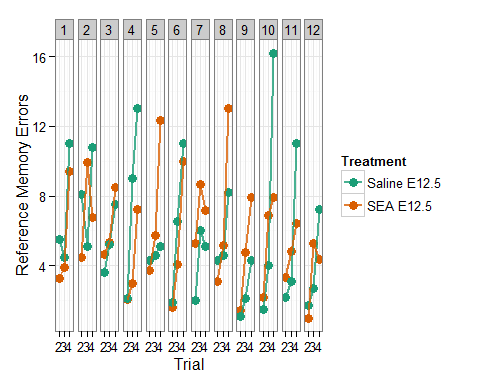 1 2 3 4 5 6 7 8 9 10 11 12
16
12
8
4
Reference Memory Errors
234 234 234 234 234 234 234 234 234 234 234 234
Trial
Treatment
Saline E12.5
SEA E12.5